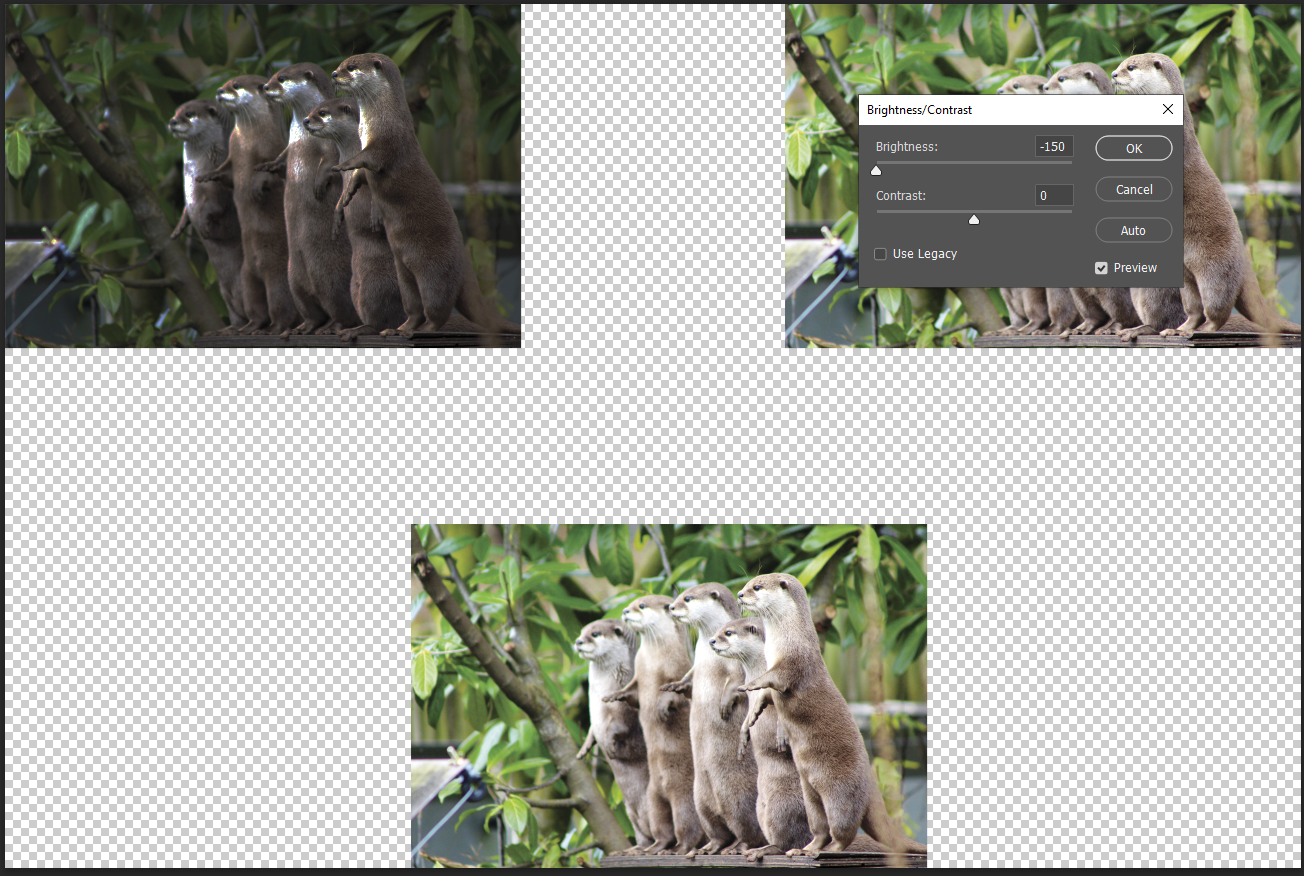 Brightness/Contrast
Brightness: -150
OK
Contrast: 0
Cancel
Auto
Use Legacy
Preview